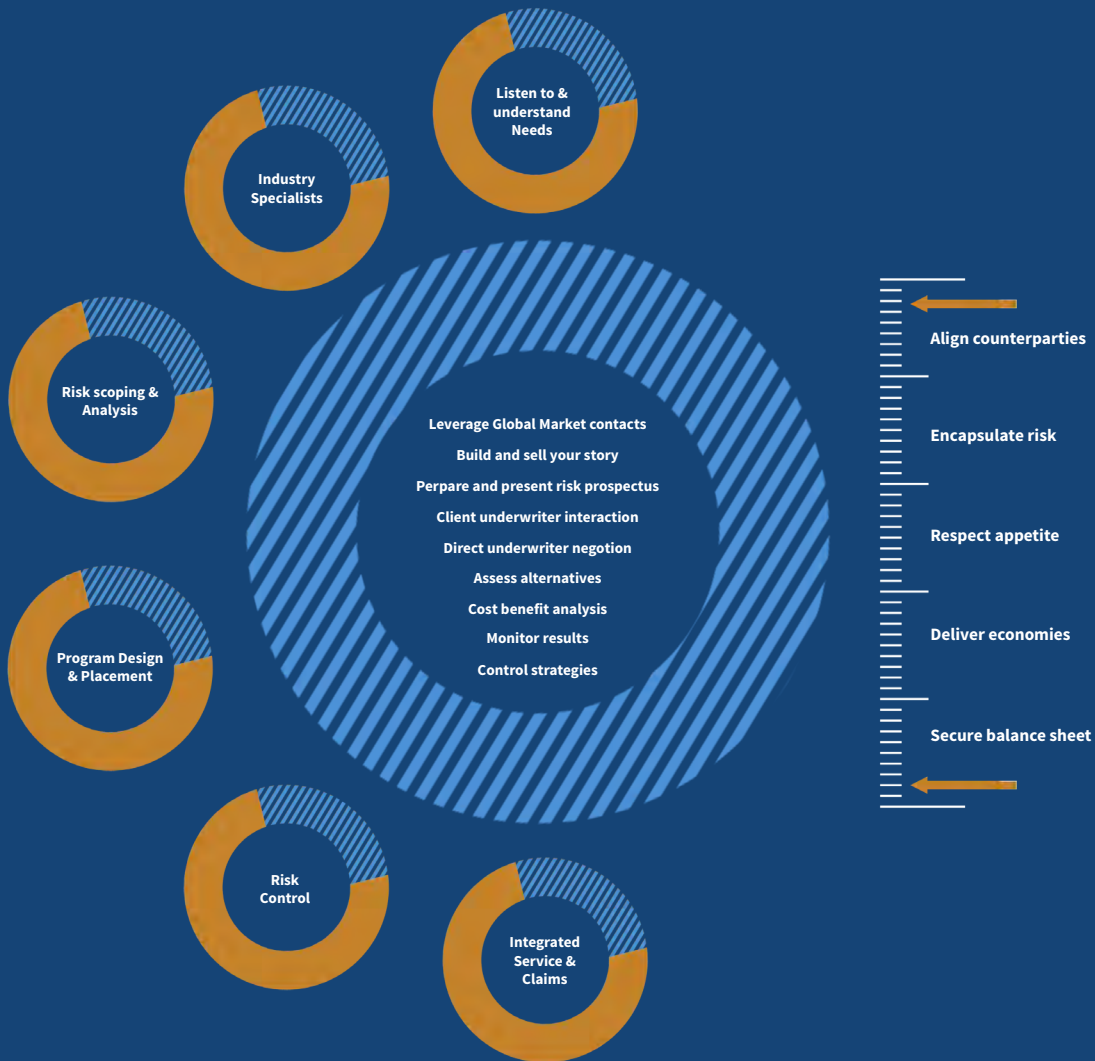 Listen to &
understand
Needs
Industry
Specialists
Risk scoping &
Analysis
Program Design
& Placement
Risk
Control
Integrated
Service &
Claims
Leverage Global Market contacts
Build and sell your story
Perpare and present risk prospectus
Client underwriter interaction
Direct underwriter negotion
Assess alternatives
Cost benefit analysis
Monitor results
Control strategies
Align counterparties
Encapsulate risk
Respect appetite
Deliver economies
Secure balance sheet